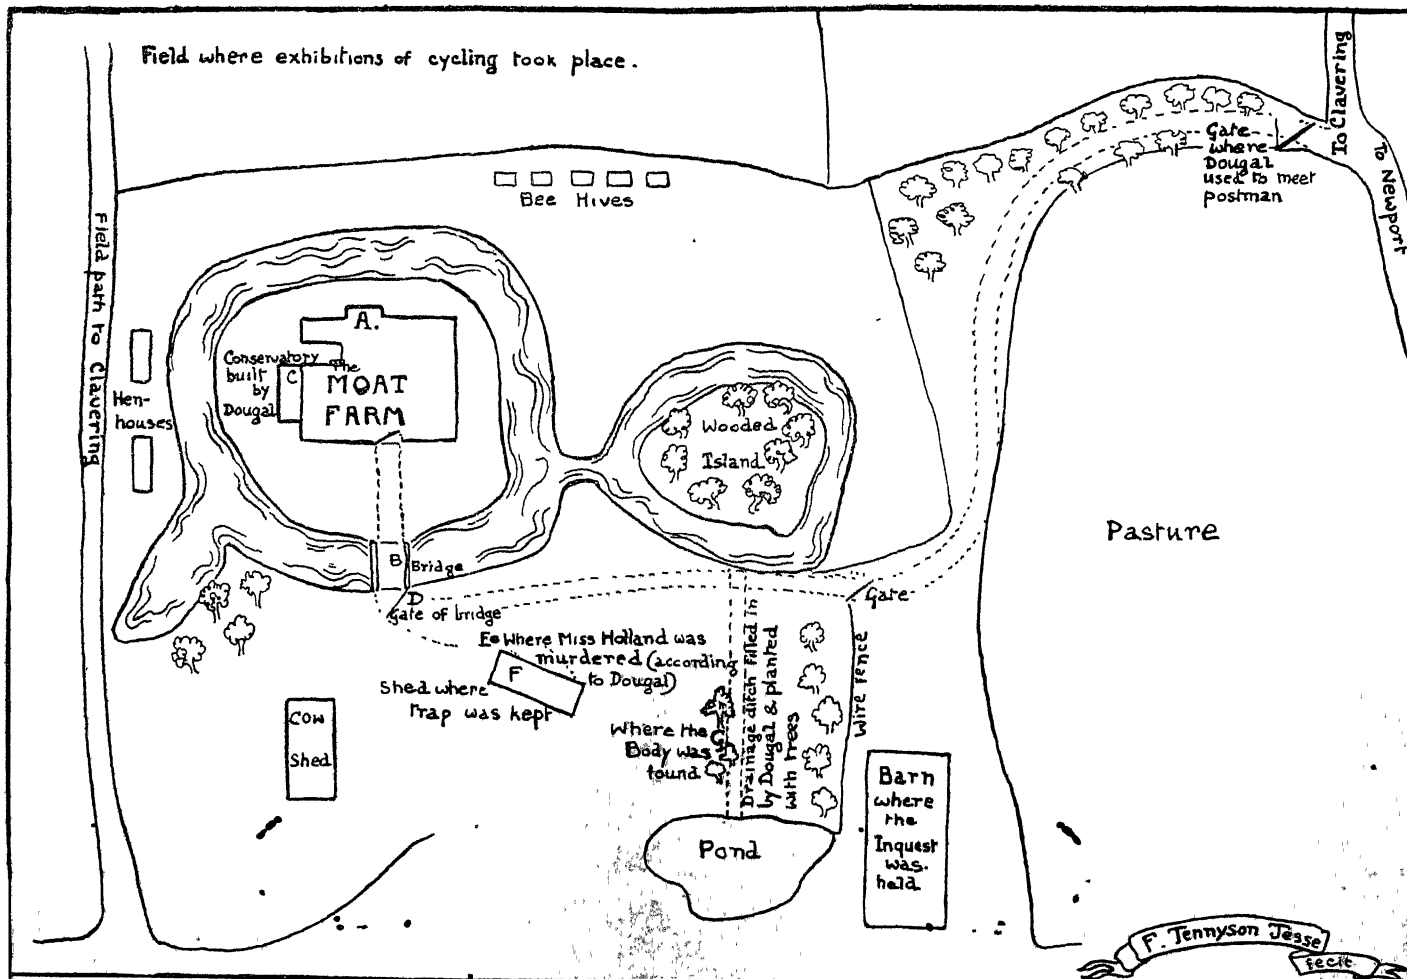 Field where exhibitions of cycling took place.
To Clavering
To Newport
Gate
where
Dougal
used to meet
postman
Bee Hives
Field path to Clavering
A.
Conservatory
built
by
Dougal
C
The
MOAT
FARM
Hen-
houses
Wooded
Island
Pasture
B
Bridge
D
Gate of bridge
Gate
E Where Miss Holland was
murdered (according
to Dougal)
F
Shed where
trap was kept
Drainage ditch filled in
by Dougal & planted
with trees
Wire fence
Cow
Shed
Where the
Body was
found
Barn
where
the
Inquest
was
held
Pond
F. Tennyson Jesse
fecit